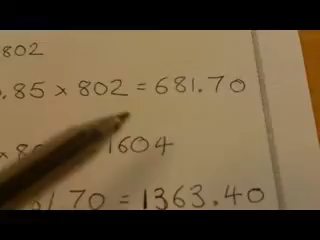 802
.85 × 802 = 681.70
1604
70 = 1363.40